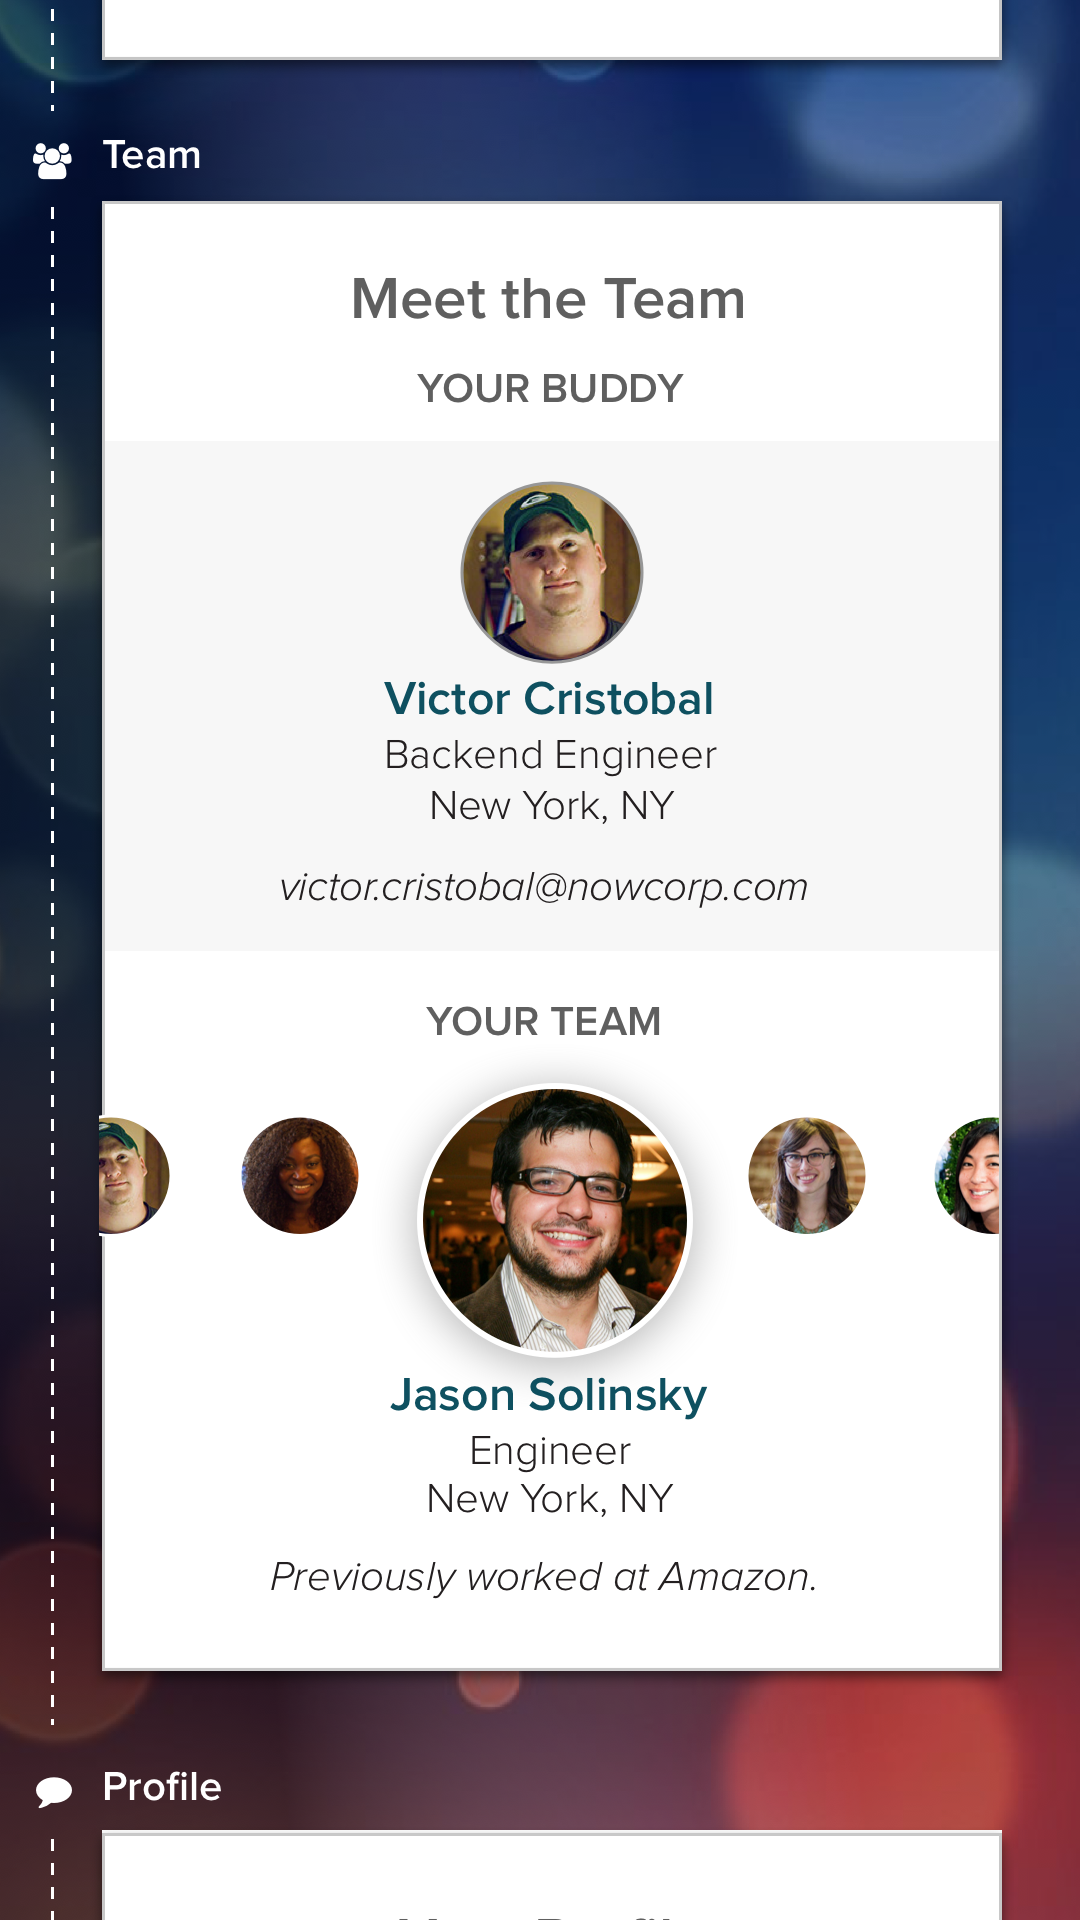 Team
Meet the Team
YOUR BUDDY
Victor Cristobal
Backend Engineer
New York, NY
victor.cristobal@nowcorp.com
YOUR TEAM
Jason Solinsky
Engineer
New York, NY
Previously worked at Amazon.
Profile